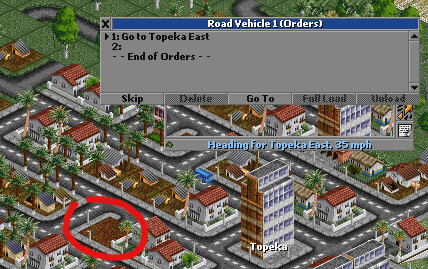 X Road Vehicle 1 (Orders)
1: Go to Topeka East
2:
- - End of Orders - -
Skip Delete Go To Full Load Unload
Heading for Topeka East, 35 mph
Topeka